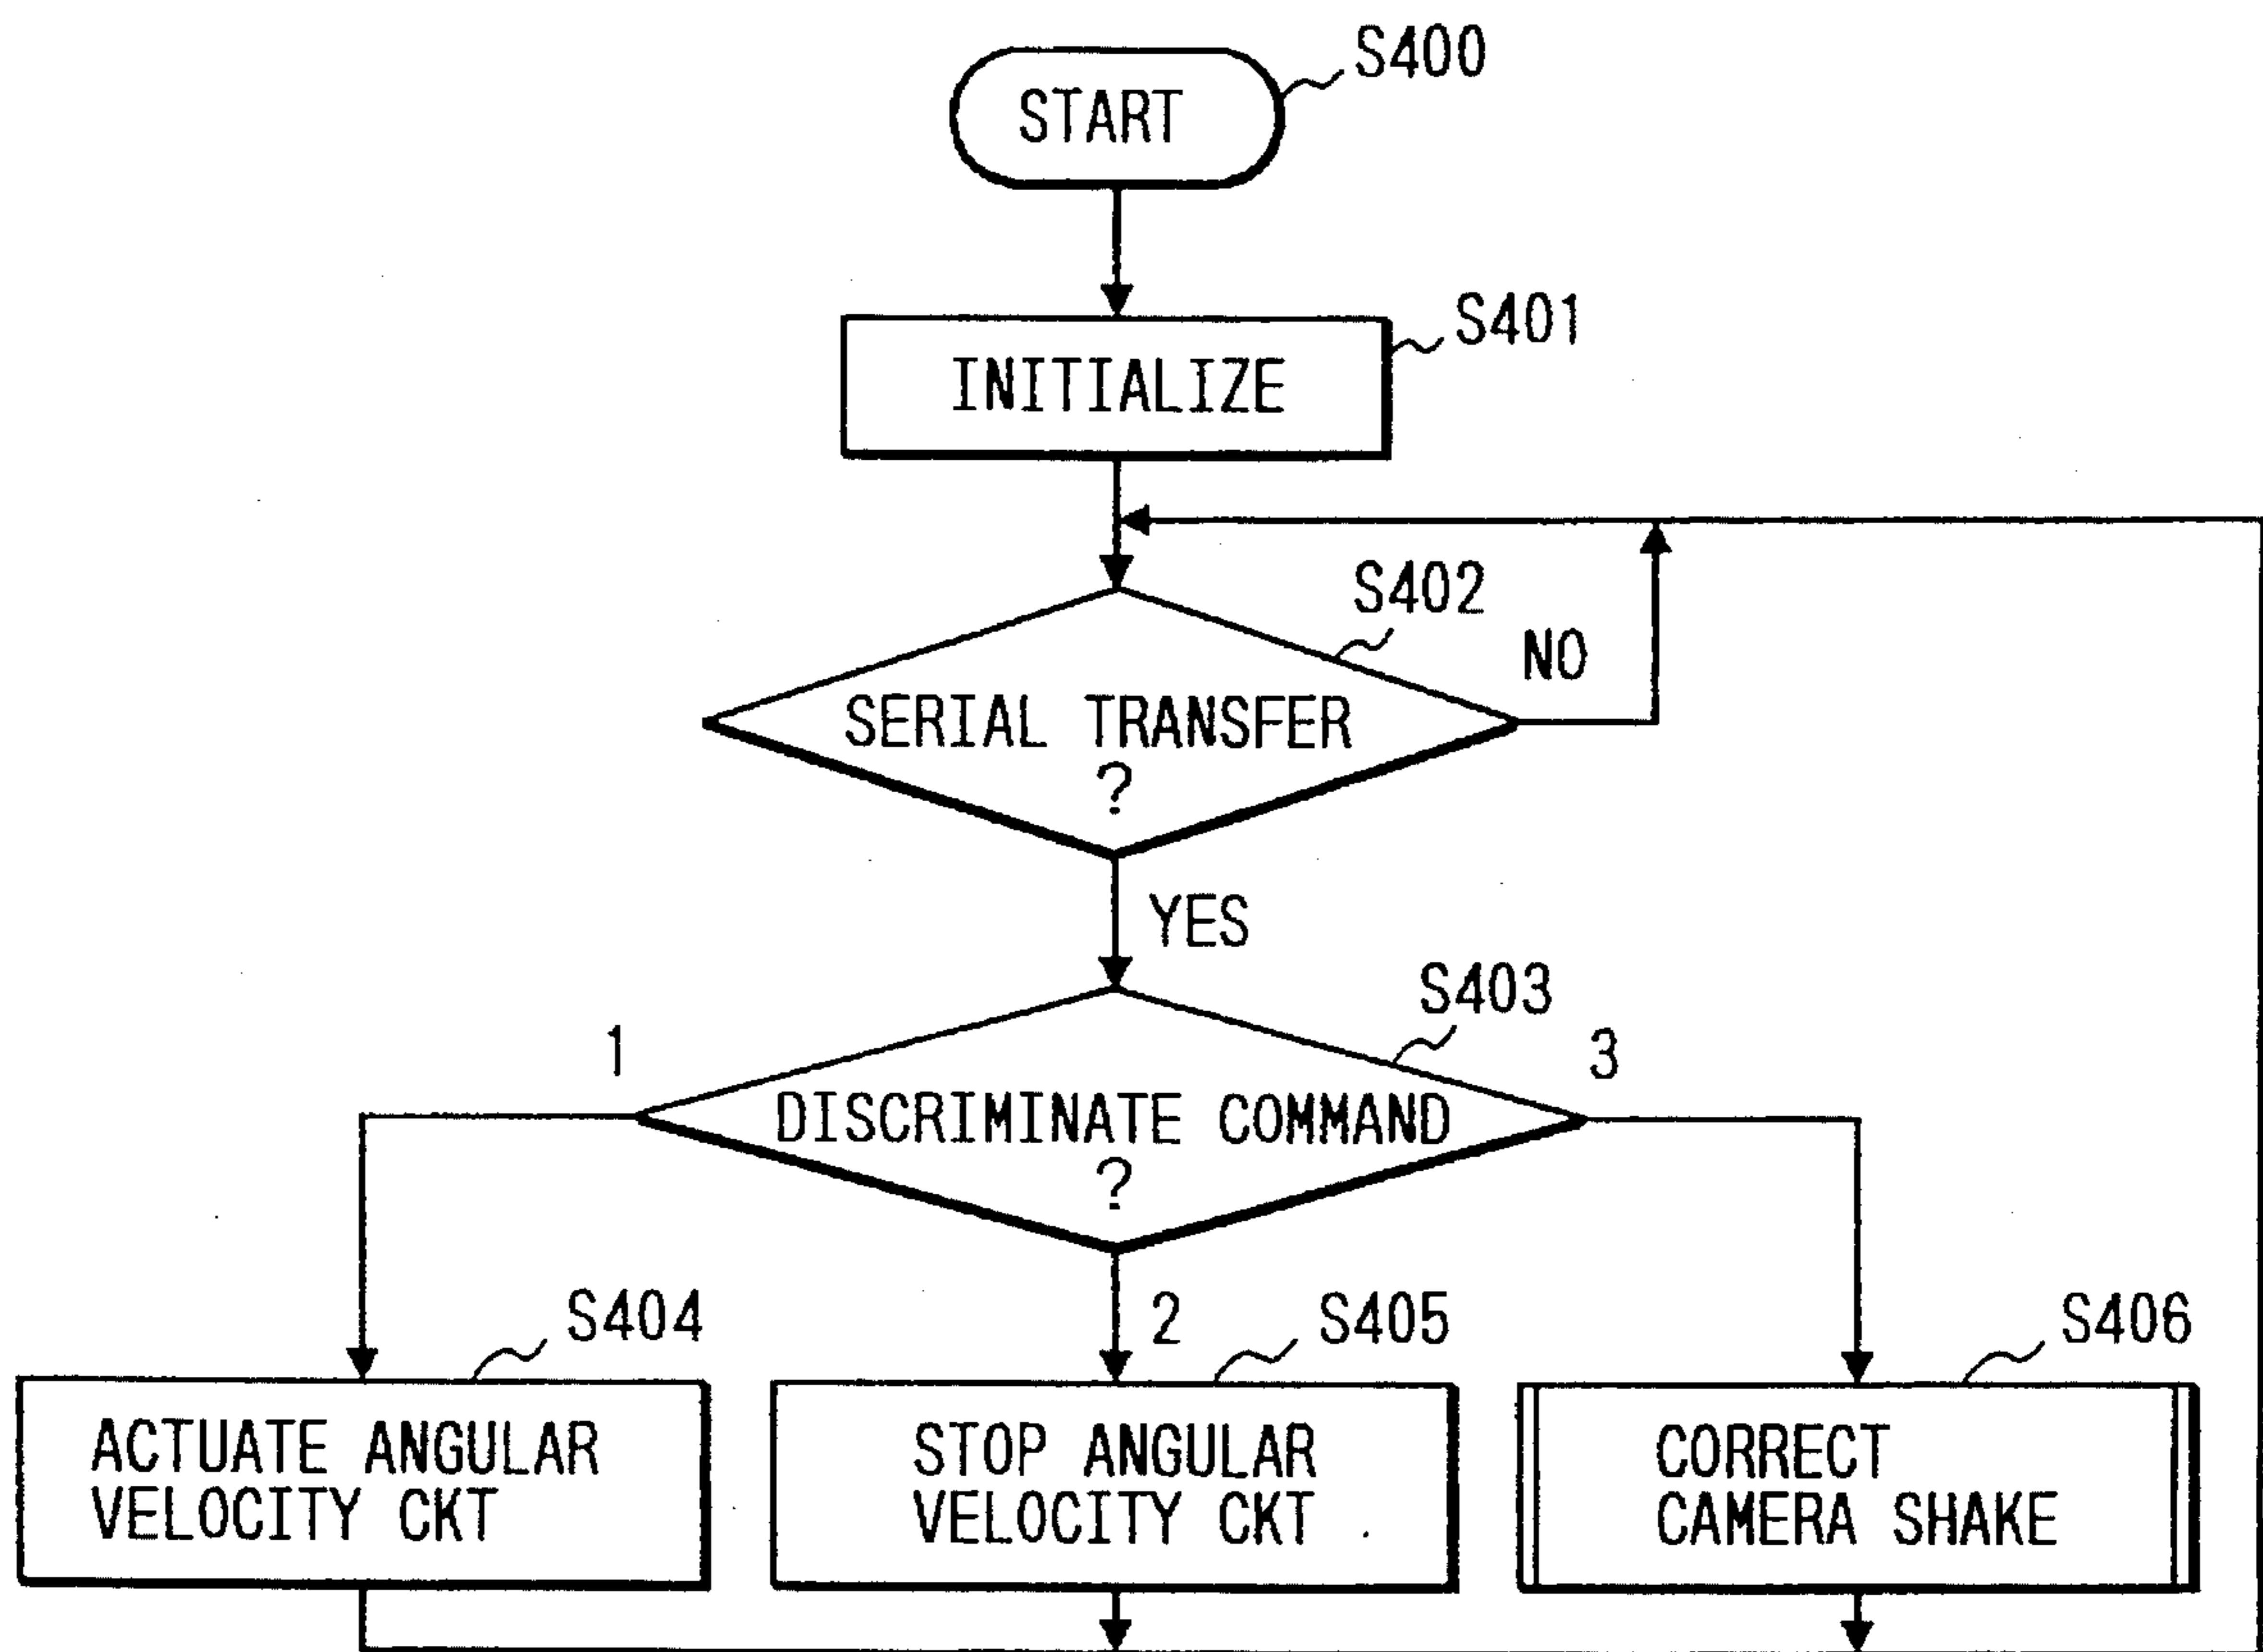 S400
START
S401
INITIALIZE
S402
NO
SERIAL TRANSFER
?
YES
S403
1
3
DISCRIMINATE COMMAND
?
S404
2
S405
S406
ACTUATE ANGULAR
VELOCITY CKT
STOP ANGULAR
VELOCITY CKT
CORRECT
CAMERA SHAKE